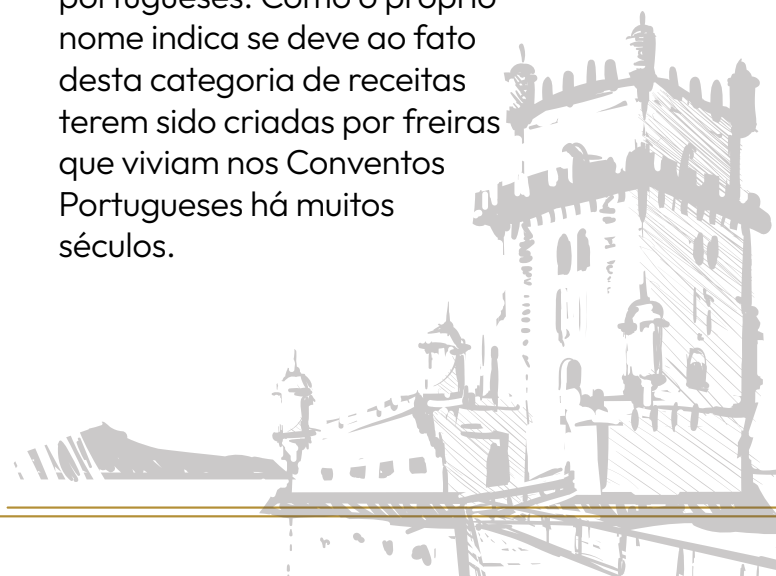 portugueses. Como o próprio
nome indica se deve ao fato
desta categoria de receitas
terem sido criadas por freiras
que viviam nos Conventos
Portugueses há muitos
séculos.